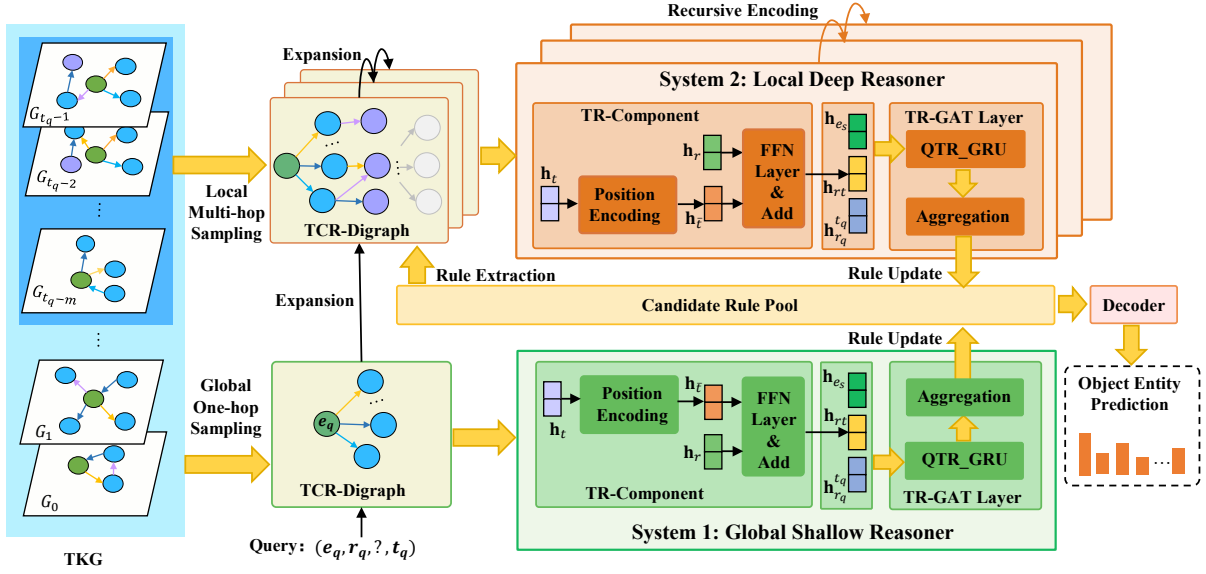 Recursive Encoding
Expansion
System 2: Local Deep Reasoner
TR-Component
TR-GAT Layer
G_{t_q-1}
G_{t_q-2}
⋮
G_{t_q-m}
⋮
G_1
G_0
TKG
Local
Multi-hop
Sampling
...
⋮
...
TCR-Digraph
h_t
Position
Encoding
h_r
h_{\bar{t}}
FFN
Layer
&
Add
h_{e_s}
h_{rt}
h_{r_q}^{t_q}
QTR_GRU
Aggregation
Rule Extraction
Rule Update
Expansion
Candidate Rule Pool
Decoder
Rule Update
Global
One-hop
Sampling
e_q
...
...
TCR-Digraph
Query: (e_q, r_q, ?, t_q)
h_t
Position
Encoding
h_{\bar{t}}
h_r
FFN
Layer
&
Add
TR-Component
h_{e_s}
h_{rt}
h_{r_q}^{t_q}
Aggregation
QTR_GRU
TR-GAT Layer
System 1: Global Shallow Reasoner
Object Entity
Prediction
...